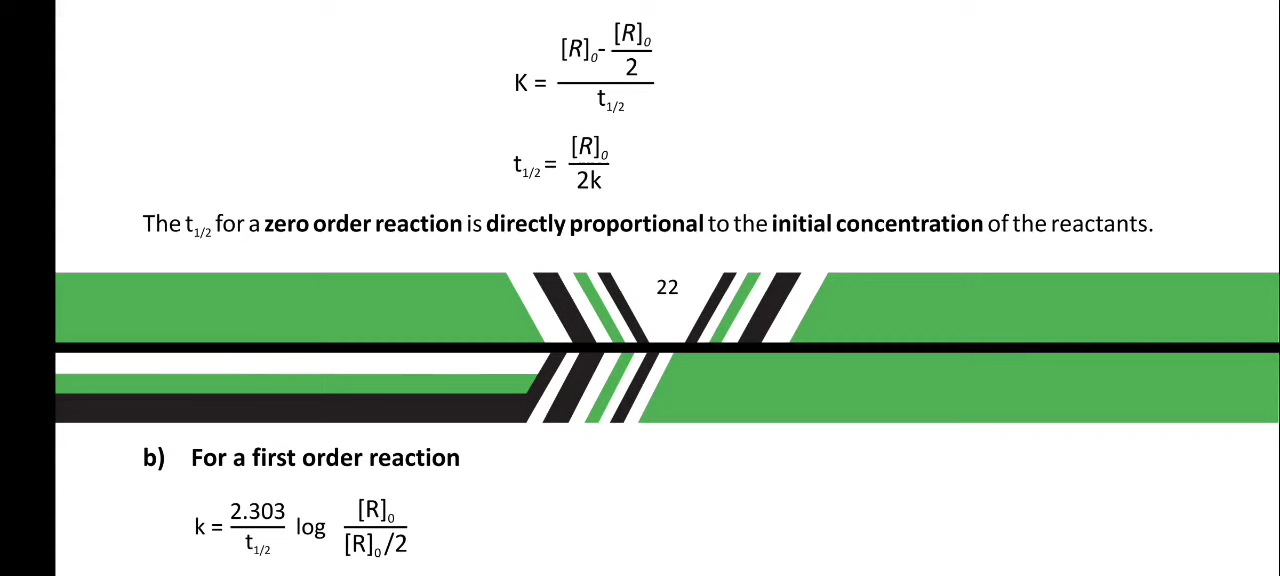 K = ([R]₀- [R]₀/2) / t₁/₂
t₁/₂ = [R]₀ / 2k
The t₁/₂ for a zero order reaction is directly proportional to the initial concentration of the reactants.
22
b) For a first order reaction
k = 2.303 / t₁/₂ log [R]₀ / [R]₀/2